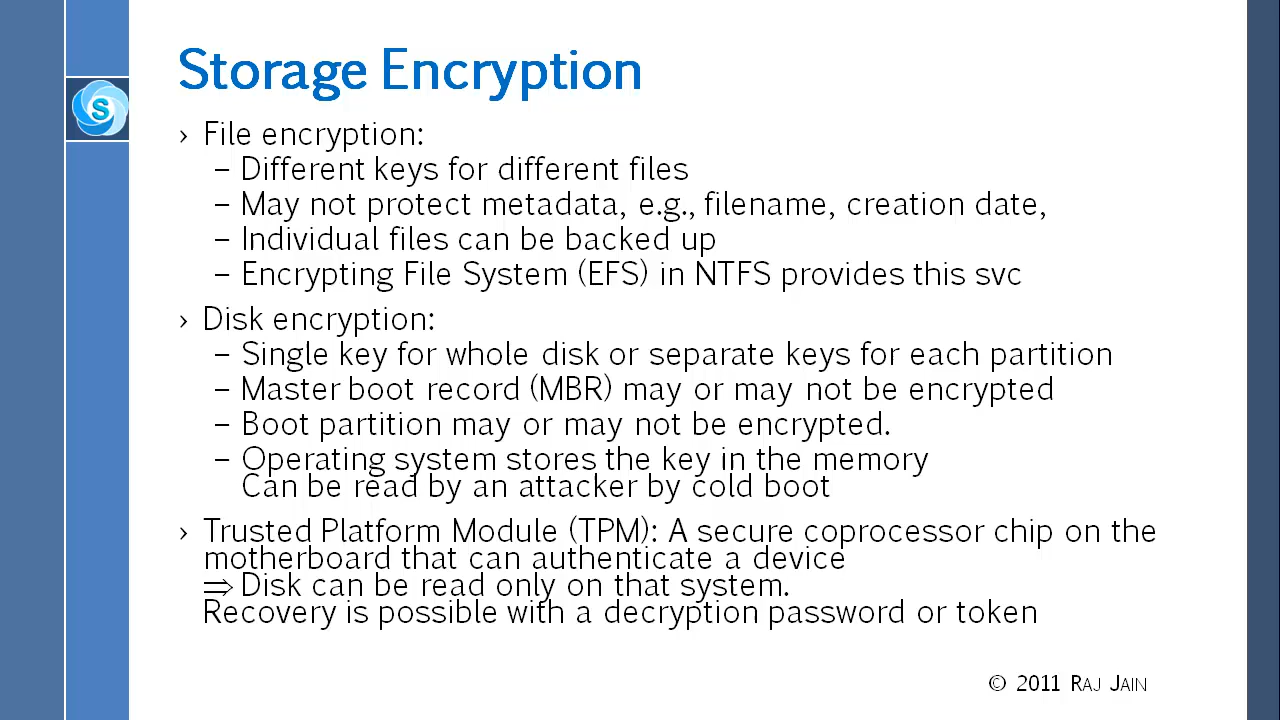 Storage Encryption
S
› File encryption:
– Different keys for different files
– May not protect metadata, e.g., filename, creation date,
– Individual files can be backed up
– Encrypting File System (EFS) in NTFS provides this svc
› Disk encryption:
– Single key for whole disk or separate keys for each partition
– Master boot record (MBR) may or may not be encrypted
– Boot partition may or may not be encrypted.
– Operating system stores the key in the memory
Can be read by an attacker by cold boot
› Trusted Platform Module (TPM): A secure coprocessor chip on the
motherboard that can authenticate a device
⇒ Disk can be read only on that system.
Recovery is possible with a decryption password or token
© 2011 RAJ JAIN